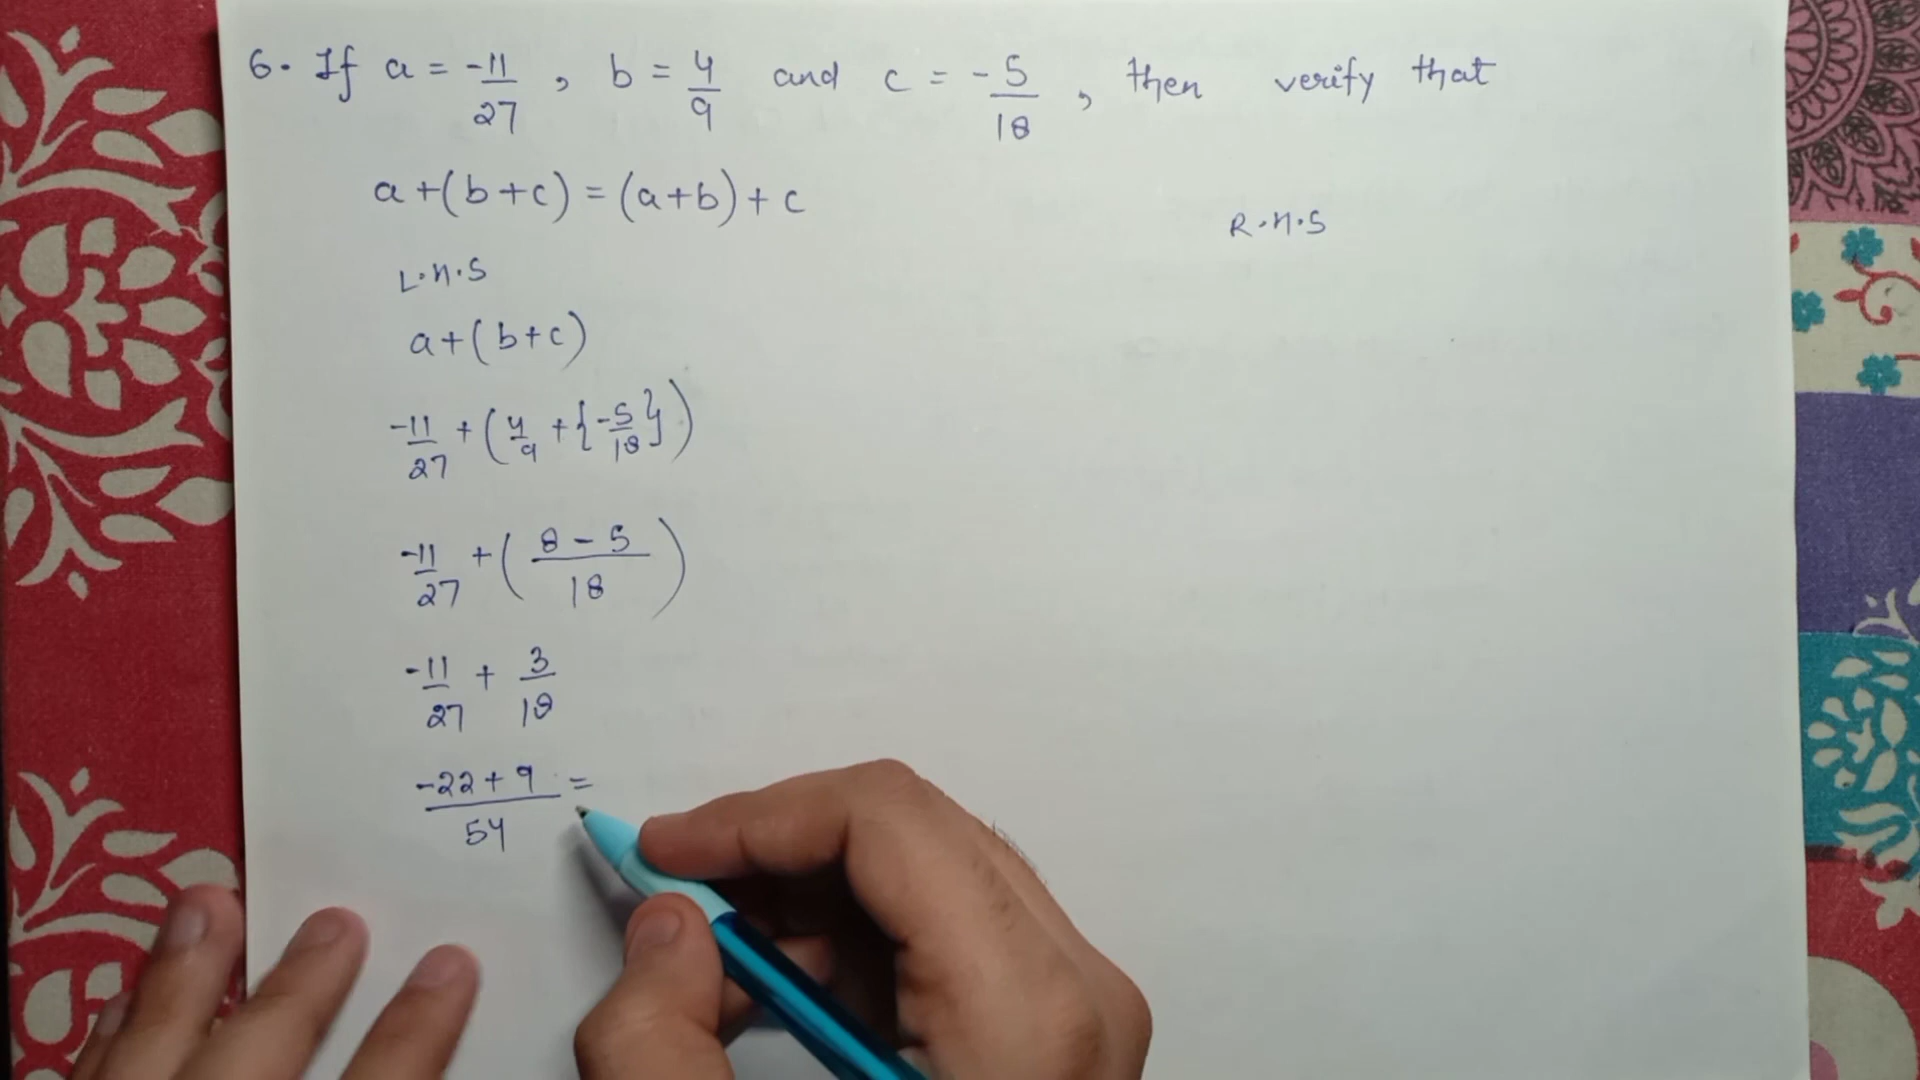 6. If a = -11/27 , b = 4/9 and c = -5/18 , then verify that
a+(b+c) = (a+b)+c
R.H.S
L.H.S
a+(b+c)
-11/27 + (4/9 + {-5/18})
-11/27 + (8-5/18)
-11/27 + 3/18
-22+9/54 =